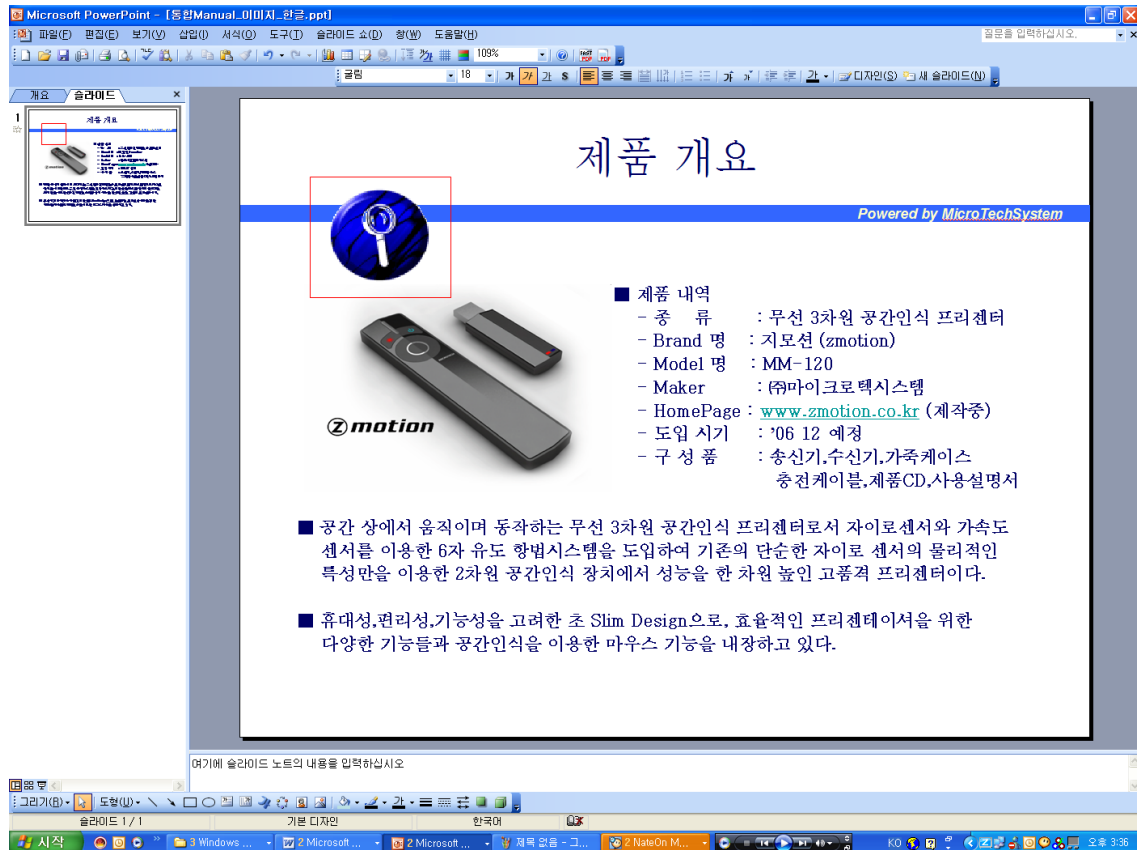 Microsoft PowerPoint - [통합Manual_이미지_한글.ppt]
파일(F) 편집(E) 보기(V) 삽입(I) 서식(O) 도구(T) 슬라이드 쇼(D) 창(W) 도움말(H) 질문을 입력하십시오.
109%
굴림 18 가 가 가 S 디자인(S) 새 슬라이드(N)
개요 슬라이드
1
제품 개요
Powered by MicroTechSystem
■ 제품 내역
- 종 류 : 무선 3차원 공간인식 프리젠터
- Brand 명 : 지모션 (zmotion)
- Model 명 : MM-120
- Maker : ㈜마이크로텍시스템
- HomePage : www.zmotion.co.kr (제작중)
- 도입 시기 : '06 12 예정
- 구 성 품 : 송신기,수신기,가죽케이스
충전케이블,제품CD,사용설명서
zmotion
■ 공간 상에서 움직이며 동작하는 무선 3차원 공간인식 프리젠터로서 자이로센서와 가속도
센서를 이용한 6자 유도 항법시스템을 도입하여 기존의 단순한 자이로 센서의 물리적인
특성만을 이용한 2차원 공간인식 장치에서 성능을 한 차원 높인 고품격 프리젠터이다.
■ 휴대성,편리성,기능성을 고려한 초 Slim Design으로, 효율적인 프리젠테이셔을 위한
다양한 기능들과 공간인식을 이용한 마우스 기능을 내장하고 있다.
여기에 슬라이드 노트의 내용을 입력하십시오
그리기(R) 도형(U)
슬라이드 1 / 1 기본 디자인 한국어
시작 3 Windows ... 2 Microsoft ... 2 Microsoft ... 제목 없음 - 그... 2 NateOn M... KO 오후 3:36